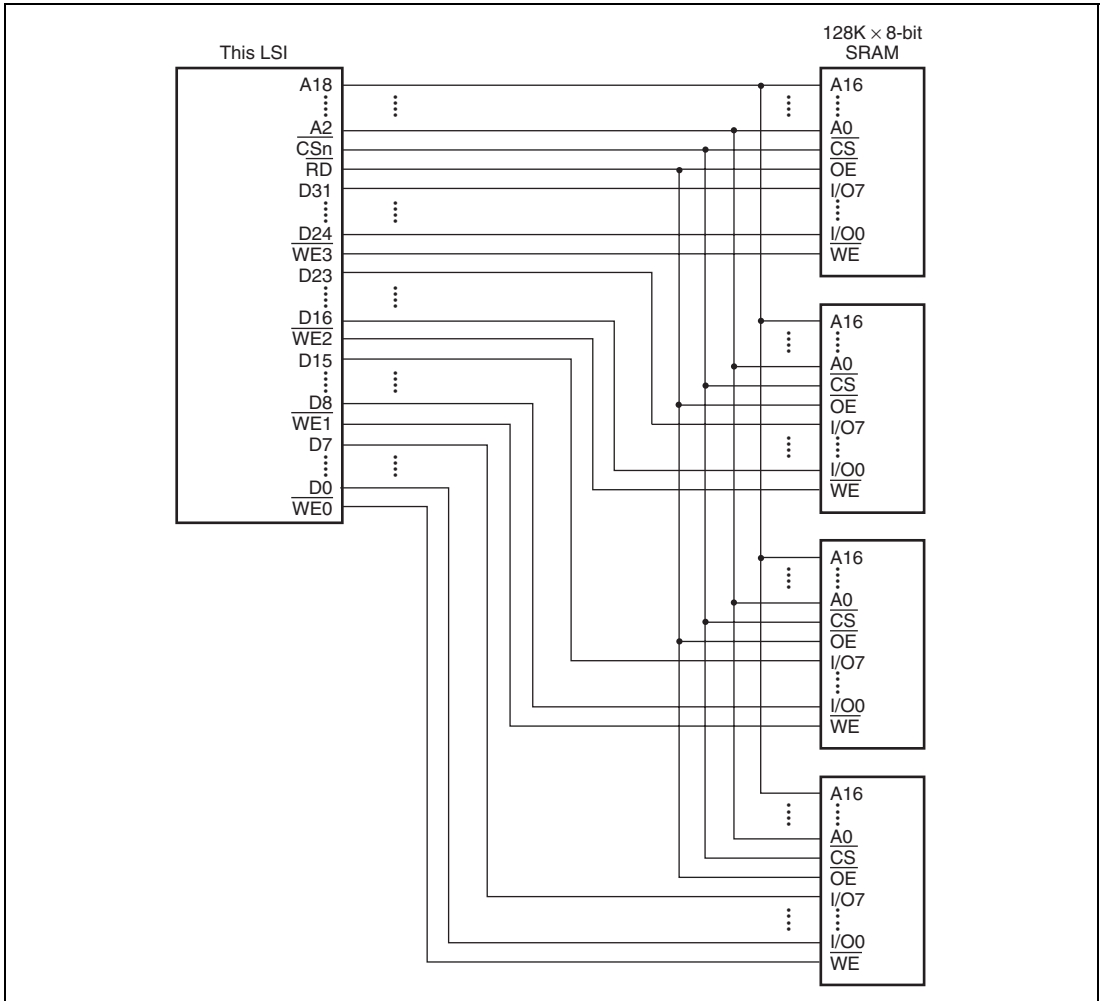 This LSI
A18
A2
CSn
RD
D31
D24
WE3
D23
D16
WE2
D15
D8
WE1
D7
D0
WE0
128K × 8-bit
SRAM
A16
A0
CS
OE
I/O7
I/O0
WE
A16
A0
CS
OE
I/O7
I/O0
WE
A16
A0
CS
OE
I/O7
I/O0
WE
A16
A0
CS
OE
I/O7
I/O0
WE